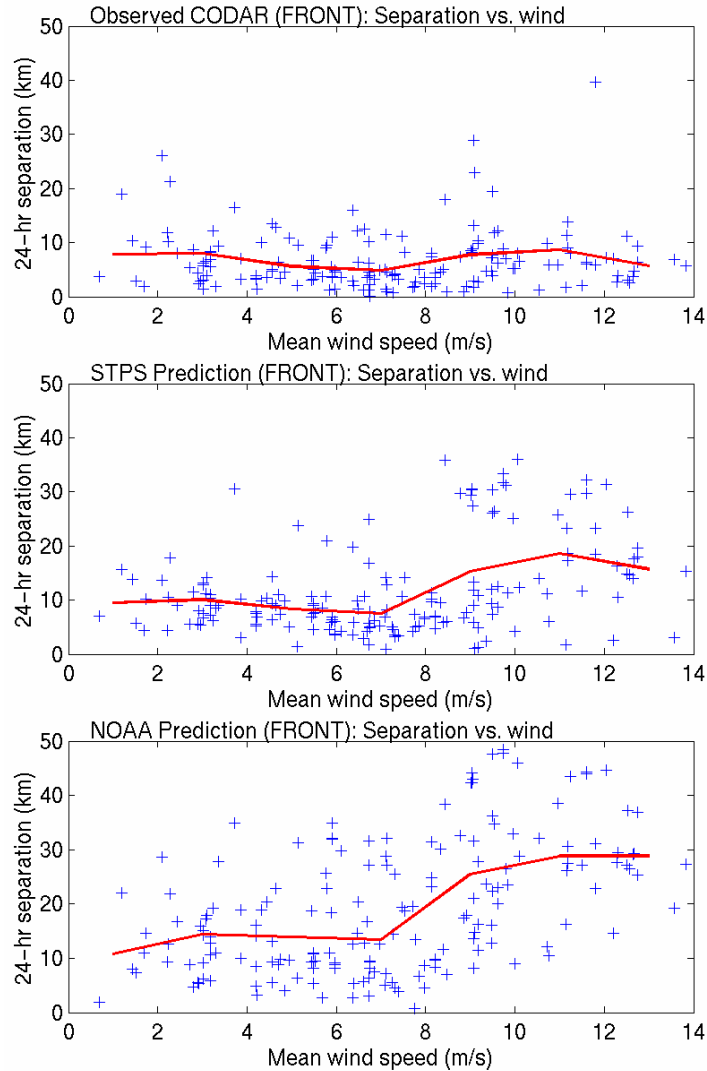 Observed CODAR (FRONT): Separation vs. wind
50
40
30
20
10
0
24-hr separation (km)
0 2 4 6 8 10 12 14
Mean wind speed (m/s)
STPS Prediction (FRONT): Separation vs. wind
50
40
30
20
10
0
24-hr separation (km)
0 2 4 6 8 10 12 14
Mean wind speed (m/s)
NOAA Prediction (FRONT): Separation vs. wind
50
40
30
20
10
0
24-hr separation (km)
0 2 4 6 8 10 12 14
Mean wind speed (m/s)